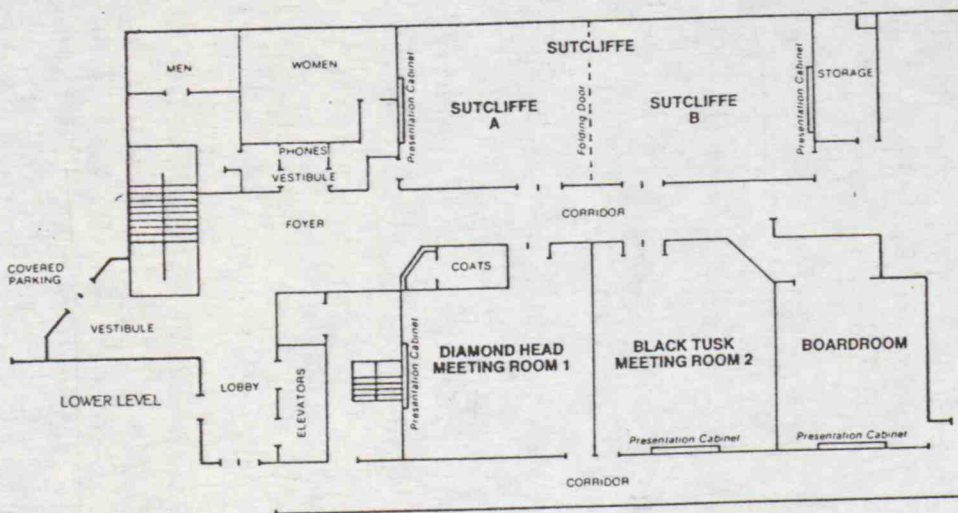 MEN
WOMEN
SUTCLIFFE
STORAGE
Presentation Cabinet
SUTCLIFFE
A
Folding Door
SUTCLIFFE
B
Presentation Cabinet
PHONES
VESTIBULE
FOYER
CORRIDOR
COATS
COVERED
PARKING
VESTIBULE
DIAMOND HEAD
MEETING ROOM 1
BLACK TUSK
MEETING ROOM 2
BOARDROOM
Presentation Cabinet
LOBBY
ELEVATORS
LOWER LEVEL
Presentation Cabinet
Presentation Cabinet
CORRIDOR